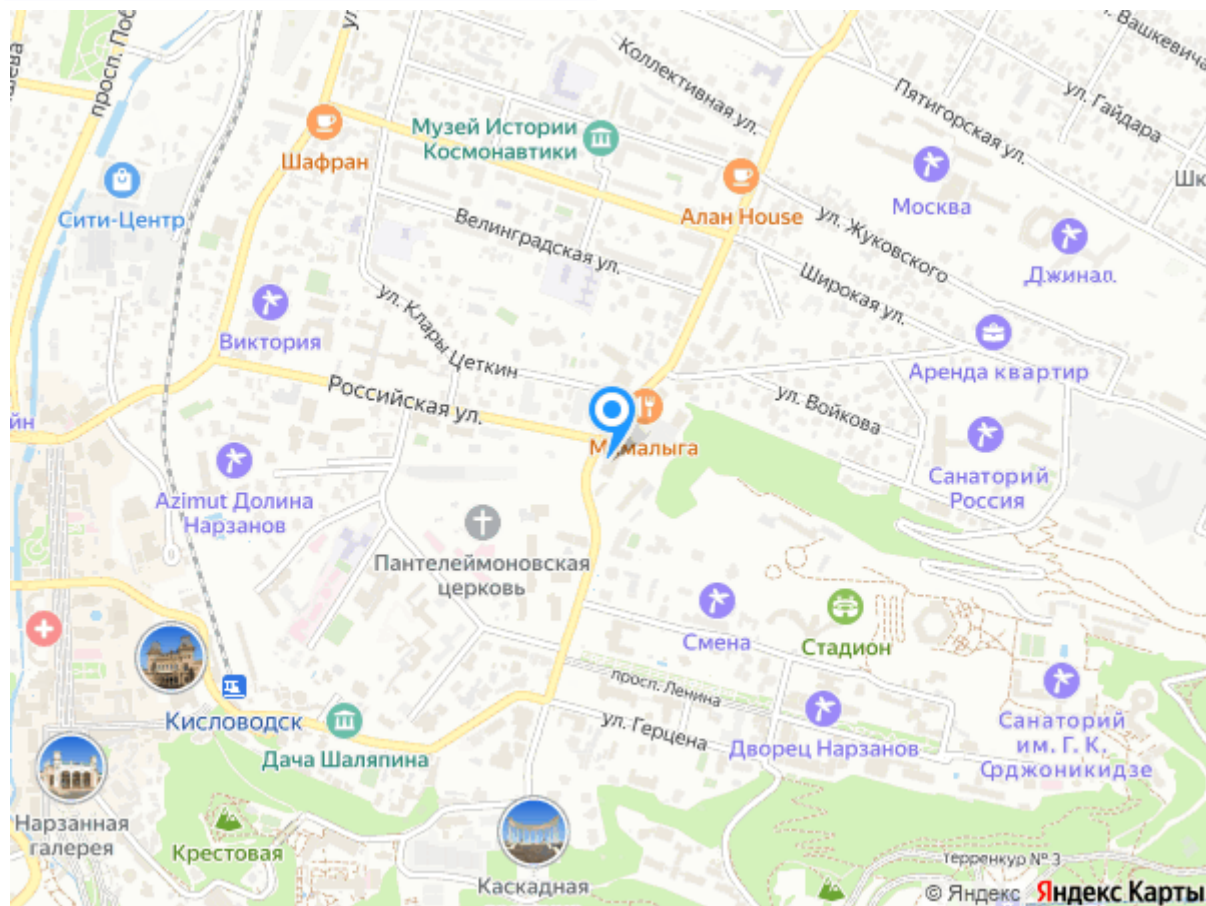 просп. Поб
ул. Вашкевича
Коллективная ул.
Пятигорская ул.
ул. Гайдара
Музей Истории
Космонавтики
Шафран
Шк
Сити-Центр
Алан House
Москва
Велинградская ул.
ул. Жуковского
Джинал.
Широкая ул.
ул. Клары Цеткин
Виктория
Аренда квартир
Российская ул.
ул. Войкова
йн
Мамалыга
Azimut Долина
Нарзанов
Санаторий
Россия
Пантелеймоновская
церковь
Смена
Стадион
просп. Ленина
Кисловодск
ул. Герцена
Дача Шаляпина
Дворец Нарзанов
Санаторий
им. Г. К.
Орджоникидзе
Нарзанная
галерея
Крестовая
Каскадная
Терренкур № 3
© Яндекс Яндекс Карты